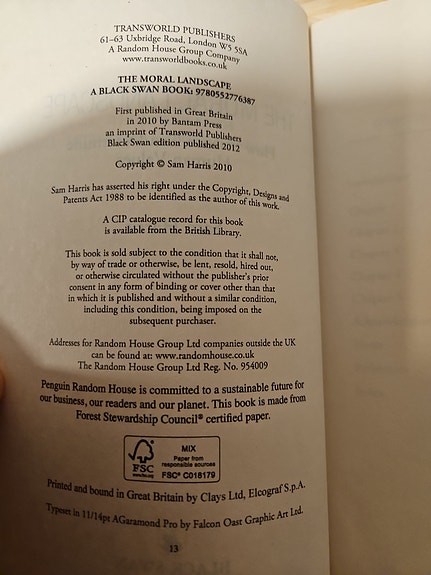 TRANSWORLD PUBLISHERS
61–63 Uxbridge Road, London W5 5SA
A Random House Group Company
www.transworldbooks.co.uk
THE MORAL LANDSCAPE
A BLACK SWAN BOOK: 9780552776387
First published in Great Britain
in 2010 by Bantam Press
an imprint of Transworld Publishers
Black Swan edition published 2012
Copyright © Sam Harris 2010
Sam Harris has asserted his right under the Copyright, Designs and
Patents Act 1988 to be identified as the author of this work.
A CIP catalogue record for this book
is available from the British Library.
This book is sold subject to the condition that it shall not,
by way of trade or otherwise, be lent, resold, hired out,
or otherwise circulated without the publisher's prior
consent in any form of binding or cover other than that
in which it is published and without a similar condition,
including this condition, being imposed on the
subsequent purchaser.
Addresses for Random House Group Ltd companies outside the UK
can be found at: www.randomhouse.co.uk
The Random House Group Ltd Reg. No. 954009
Penguin Random House is committed to a sustainable future for
our business, our readers and our planet. This book is made from
Forest Stewardship Council® certified paper.
MIX
Paper from
responsible sources
FSC
www.fsc.org
FSC® C018179
Printed and bound in Great Britain by Clays Ltd, Elcograf S.p.A.
Typeset in 11/14pt AGaramond Pro by Falcon Oast Graphic Art Ltd.
13